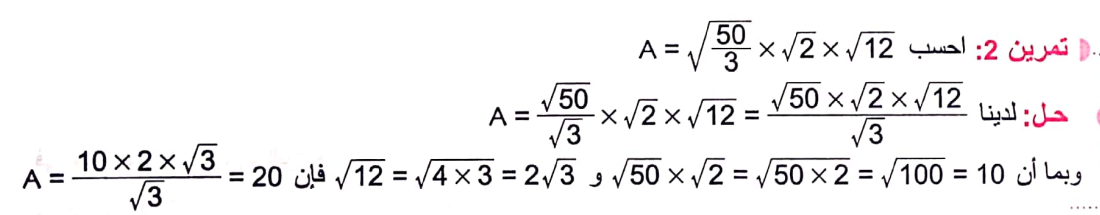 تمرين 2: احسب A = √(50/3) × √2 × √12
حل: لدينا A = √50/√3 × √2 × √12 = (√50 × √2 × √12)/√3
وبما أن √50 × √2 = √(50 × 2) = √100 = 10 و √12 = √(4 × 3) = 2√3 فإن A = (10 × 2 × √3)/√3 = 20